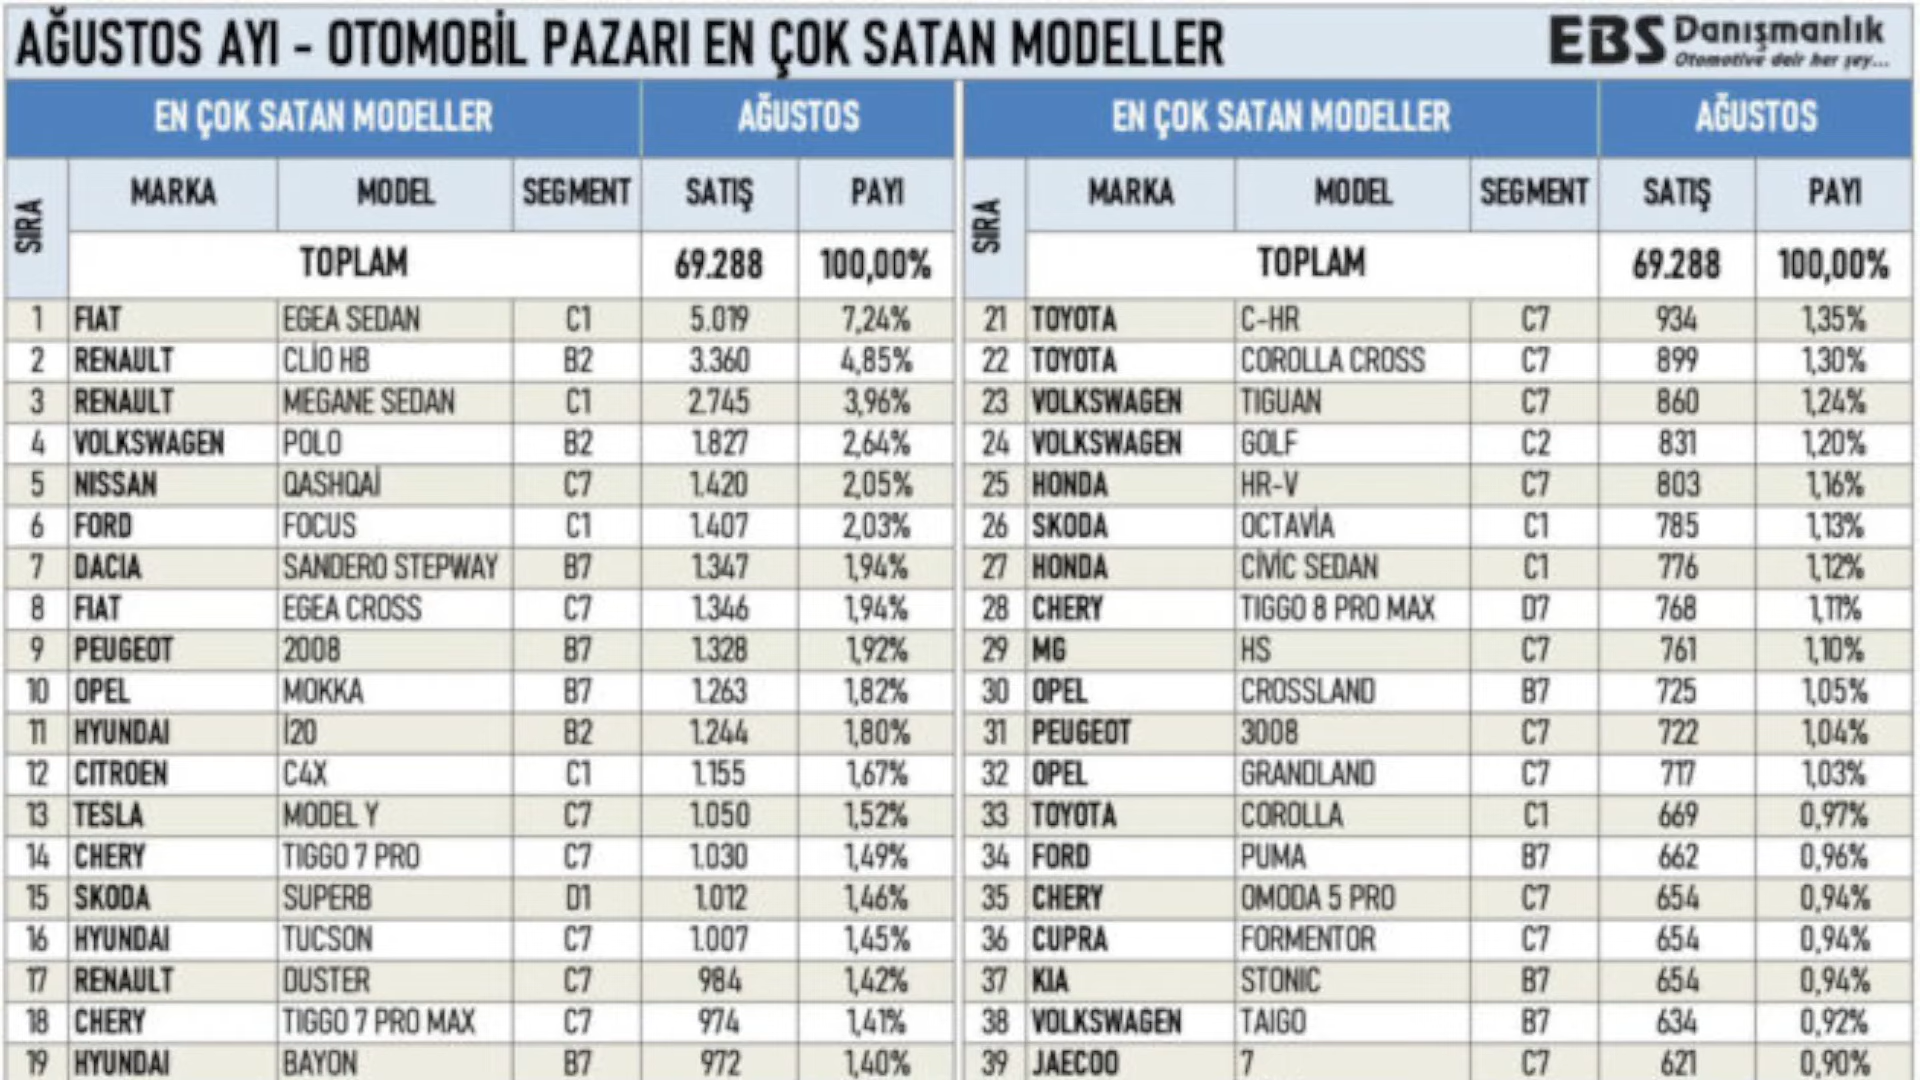 AĞUSTOS AYI - OTOMOBİL PAZARI EN ÇOK SATAN MODELLER
EBS Danışmanlık
Otomotive dair her şey...
EN ÇOK SATAN MODELLER AĞUSTOS
SIRA MARKA MODEL SEGMENT SATIŞ PAYI
TOPLAM 69.288 100,00%
1 FIAT EGEA SEDAN C1 5.019 7,24%
2 RENAULT CLİO HB B2 3.360 4,85%
3 RENAULT MEGANE SEDAN C1 2.745 3,96%
4 VOLKSWAGEN POLO B2 1.827 2,64%
5 NISSAN QASHQAİ C7 1.420 2,05%
6 FORD FOCUS C1 1.407 2,03%
7 DACIA SANDERO STEPWAY B7 1.347 1,94%
8 FIAT EGEA CROSS C7 1.346 1,94%
9 PEUGEOT 2008 B7 1.328 1,92%
10 OPEL MOKKA B7 1.263 1,82%
11 HYUNDAI İ20 B2 1.244 1,80%
12 CITROEN C4X C1 1.155 1,67%
13 TESLA MODEL Y C7 1.050 1,52%
14 CHERY TIGGO 7 PRO C7 1.030 1,49%
15 SKODA SUPERB D1 1.012 1,46%
16 HYUNDAI TUCSON C7 1.007 1,45%
17 RENAULT DUSTER C7 984 1,42%
18 CHERY TIGGO 7 PRO MAX C7 974 1,41%
19 HYUNDAI BAYON B7 972 1,40%
EN ÇOK SATAN MODELLER AĞUSTOS
SIRA MARKA MODEL SEGMENT SATIŞ PAYI
TOPLAM 69.288 100,00%
21 TOYOTA C-HR C7 934 1,35%
22 TOYOTA COROLLA CROSS C7 899 1,30%
23 VOLKSWAGEN TIGUAN C7 860 1,24%
24 VOLKSWAGEN GOLF C2 831 1,20%
25 HONDA HR-V C7 803 1,16%
26 SKODA OCTAVİA C1 785 1,13%
27 HONDA CİVİC SEDAN C1 776 1,12%
28 CHERY TIGGO 8 PRO MAX D7 768 1,11%
29 MG HS C7 761 1,10%
30 OPEL CROSSLAND B7 725 1,05%
31 PEUGEOT 3008 C7 722 1,04%
32 OPEL GRANDLAND C7 717 1,03%
33 TOYOTA COROLLA C1 669 0,97%
34 FORD PUMA B7 662 0,96%
35 CHERY OMODA 5 PRO C7 654 0,94%
36 CUPRA FORMENTOR C7 654 0,94%
37 KIA STONIC B7 654 0,94%
38 VOLKSWAGEN TAIGO B7 634 0,92%
39 JAECOO 7 C7 621 0,90%